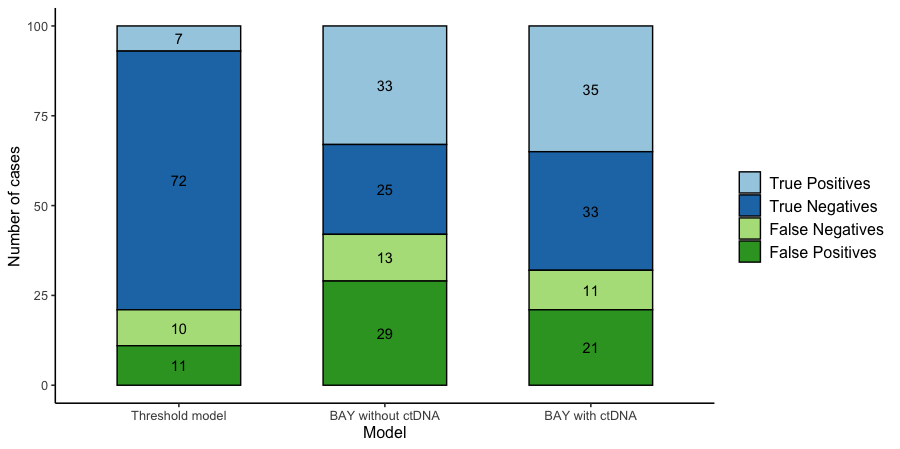 100
75
50
25
0
Number of cases
7
72
10
11
33
25
13
29
35
33
11
21
Threshold model
BAY without ctDNA
BAY with ctDNA
Model
True Positives
True Negatives
False Negatives
False Positives